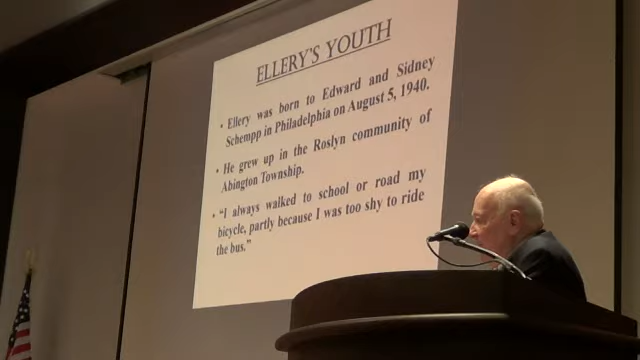 ELLERY'S YOUTH
• Ellery was born to Edward and Sidney
Schempp in Philadelphia on August 5, 1940.
• He grew up in the Roslyn community of
Abington Township.
• "I always walked to school or road my
bicycle, partly because I was too shy to ride
the bus."